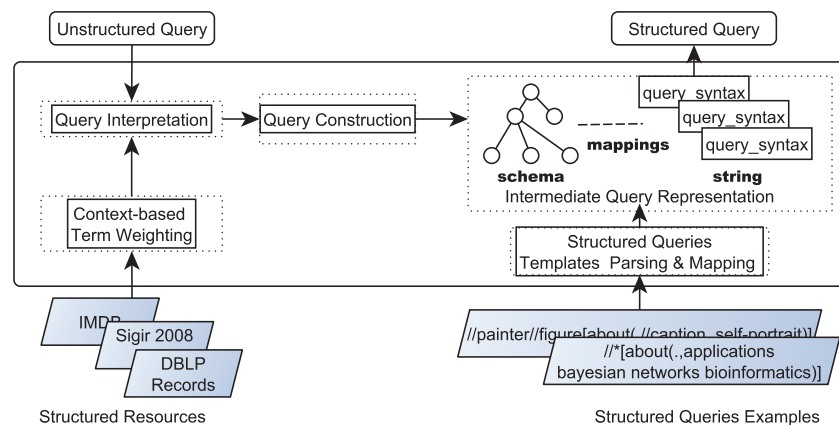 Unstructured Query
Structured Query
Query Interpretation
Query Construction
query_syntax
query_syntax
query_syntax
mappings
schema
string
Intermediate Query Representation
Context-based
Term Weighting
Structured Queries
Templates Parsing & Mapping
IMDB
Sigir 2008
DBLP
Records
//painter//figure[about(.//caption, self-portrait)]
//*[about(.,applications
bayesian networks bioinformatics)]
Structured Resources
Structured Queries Examples